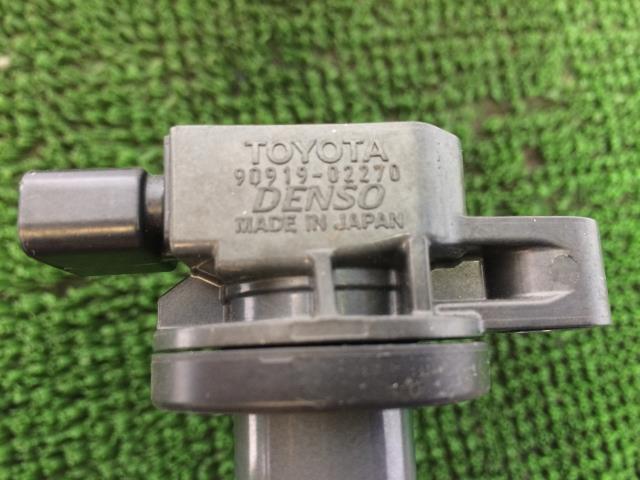 TOYOTA
90919-02270
DENSO
MADE IN JAPAN